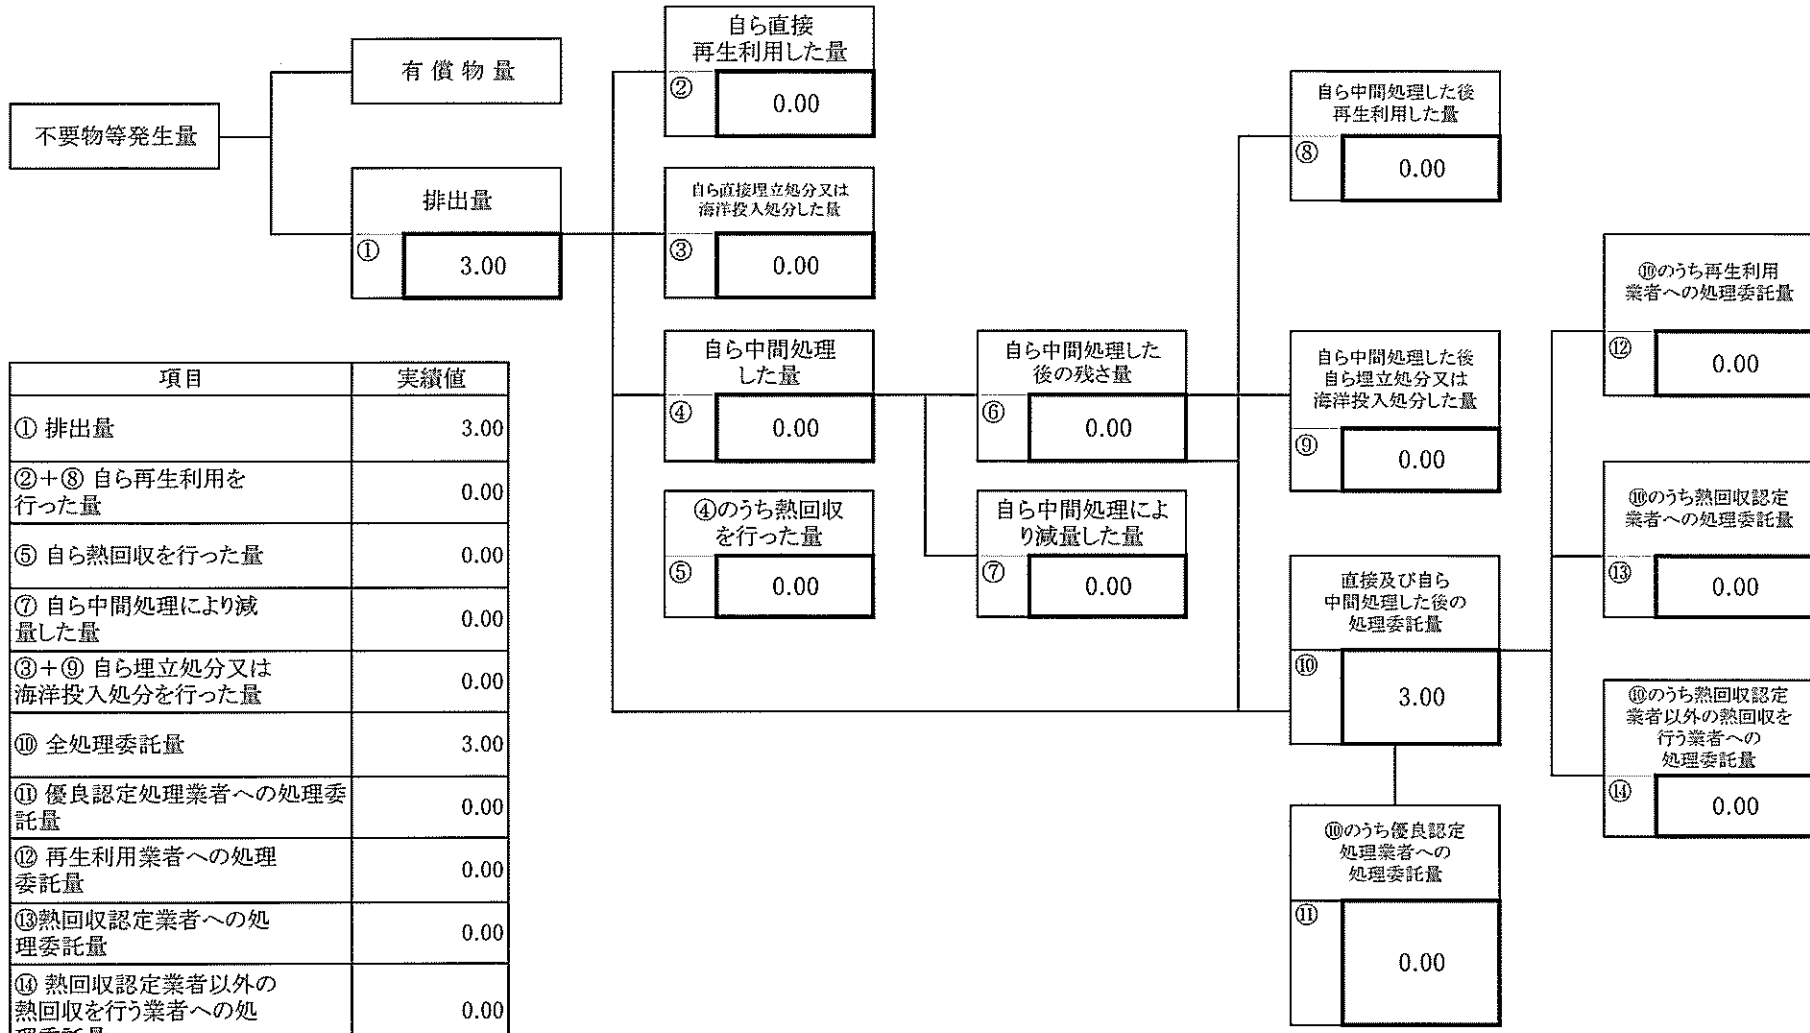 不要物等発生量
有償物量
排出量
①
3.00
自ら直接
再生利用した量
②
0.00
自ら直接埋立処分又は
海洋投入処分した量
③
0.00
自ら中間処理
した量
④
0.00
④のうち熱回収
を行った量
⑤
0.00
自ら中間処理した
後の残さ量
⑥
0.00
自ら中間処理によ
り減量した量
⑦
0.00
自ら中間処理した後
再生利用した量
⑧
0.00
自ら中間処理した後
自ら埋立処分又は
海洋投入処分した量
⑨
0.00
直接及び自ら
中間処理した後の
処理委託量
⑩
3.00
⑩のうち優良認定
処理業者への
処理委託量
⑪
0.00
⑩のうち再生利用
業者への処理委託量
⑫
0.00
⑩のうち熱回収認定
業者への処理委託量
⑬
0.00
⑩のうち熱回収認定
業者以外の熱回収を
行う業者への
処理委託量
⑭
0.00
項目 実績値
① 排出量 3.00
②+⑧ 自ら再生利用を
行った量 0.00
⑤ 自ら熱回収を行った量 0.00
⑦ 自ら中間処理により減
量した量 0.00
③+⑨ 自ら埋立処分又は
海洋投入処分を行った量 0.00
⑩ 全処理委託量 3.00
⑪ 優良認定処理業者への処理委
託量 0.00
⑫ 再生利用業者への処理
委託量 0.00
⑬熱回収認定業者への処
理委託量 0.00
⑭ 熱回収認定業者以外の
熱回収を行う業者への処 0.00
理委託量